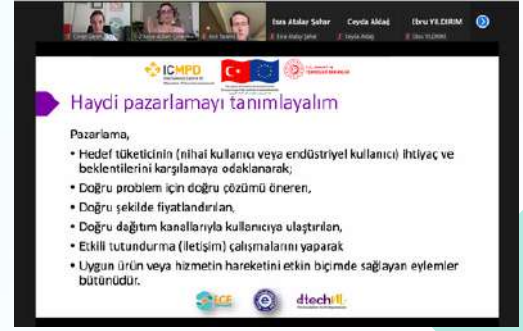 Esra Atalay Şahar Ceyda Akdağ Ebru YILDIRIM
ICMPD
Haydi pazarlamayı tanımlayalım
Pazarlama,
• Hedef tüketicinin (nihai kullanıcı veya endüstriyel kullanıcı) ihtiyaç ve
beklentilerini karşılamaya odaklanarak;
• Doğru problem için doğru çözümü öneren,
• Doğru şekilde fiyatlandırılan,
• Doğru dağıtım kanallarıyla kullanıcıya ulaştırılan,
• Etkili tutundurma (iletişim) çalışmalarını yaparak
• Uygun ürün veya hizmetin hareketini etkin biçimde sağlayan eylemler
bütünüdür.
dtech